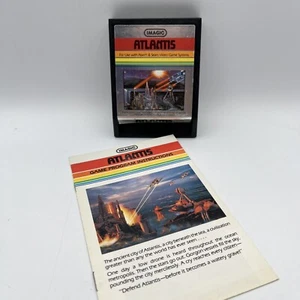 IMAGIC
ATLANTIS
For Use with Atari® & Sears Video Game Systems
IMAGIC
ATLANTIS
GAME PROGRAM INSTRUCTIONS
The ancient city of Atlantis, a city beneath the sea, a civilization
greater than any the world has ever seen . . .
One day, a low drone is heard throughout the ocean
metropolis. Then the stars go out. Gorgon vessels fill the sky,
pounding the city mercilessly. A cry reaches every citizen—
"Defend Atlantis—before it becomes a watery grave!"